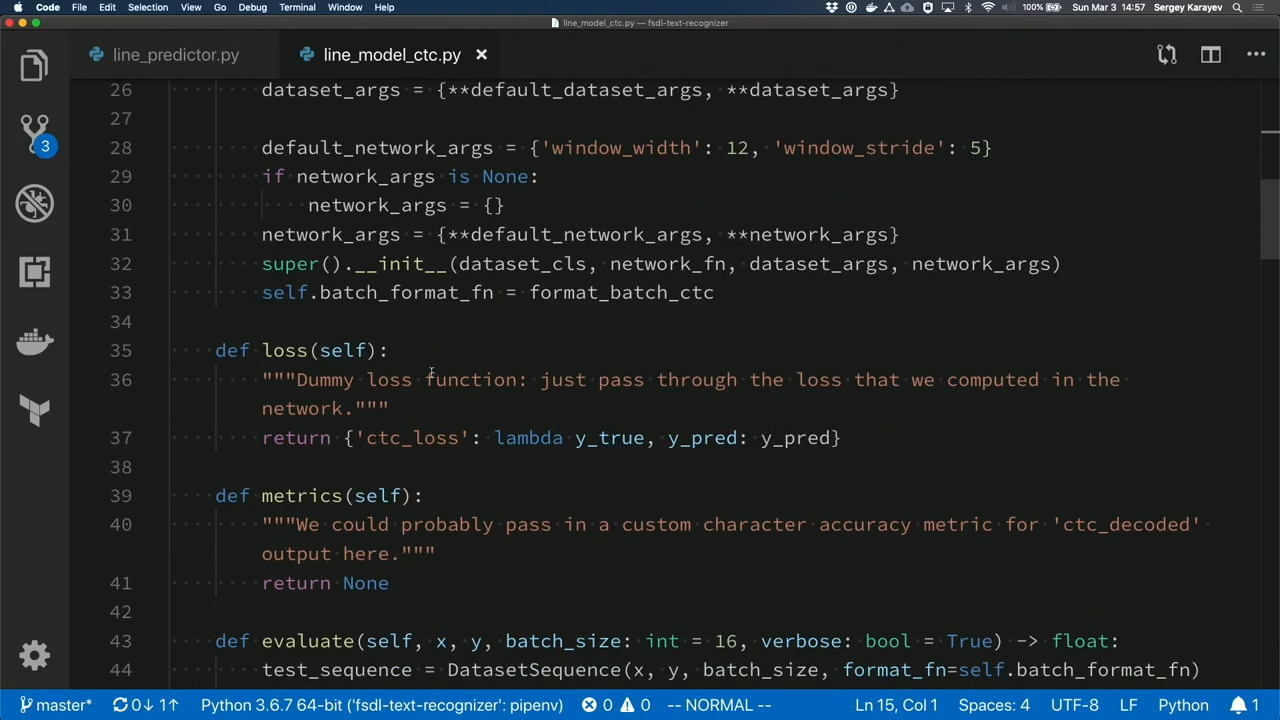 Code File Edit Selection View Go Debug Terminal Window Help 100% Sun Mar 3 14:57 Sergey Karayev
line_model_ctc.py — fsdl-text-recognizer
line_predictor.py line_model_ctc.py
26 dataset_args = {**default_dataset_args, **dataset_args}
27
28 default_network_args = {'window_width': 12, 'window_stride': 5}
29 if network_args is None:
30 network_args = {}
31 network_args = {**default_network_args, **network_args}
32 super().__init__(dataset_cls, network_fn, dataset_args, network_args)
33 self.batch_format_fn = format_batch_ctc
34
35 def loss(self):
36 """Dummy loss function: just pass through the loss that we computed in the
network."""
37 return {'ctc_loss': lambda y_true, y_pred: y_pred}
38
39 def metrics(self):
40 """We could probably pass in a custom character accuracy metric for 'ctc_decoded'
output here."""
41 return None
42
43 def evaluate(self, x, y, batch_size: int = 16, verbose: bool = True) -> float:
44 test_sequence = DatasetSequence(x, y, batch_size, format_fn=self.batch_format_fn)
3
master* 0↓ 1↑ Python 3.6.7 64-bit ('fsdl-text-recognizer': pipenv) 0 0 -- NORMAL -- Ln 15, Col 1 Spaces: 4 UTF-8 LF Python 1